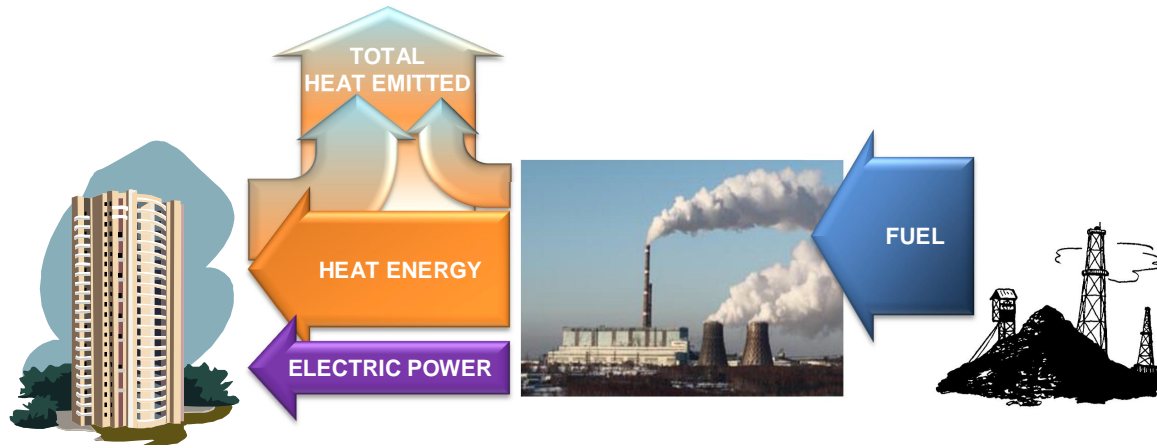 TOTAL
HEAT EMITTED
HEAT ENERGY
FUEL
ELECTRIC POWER